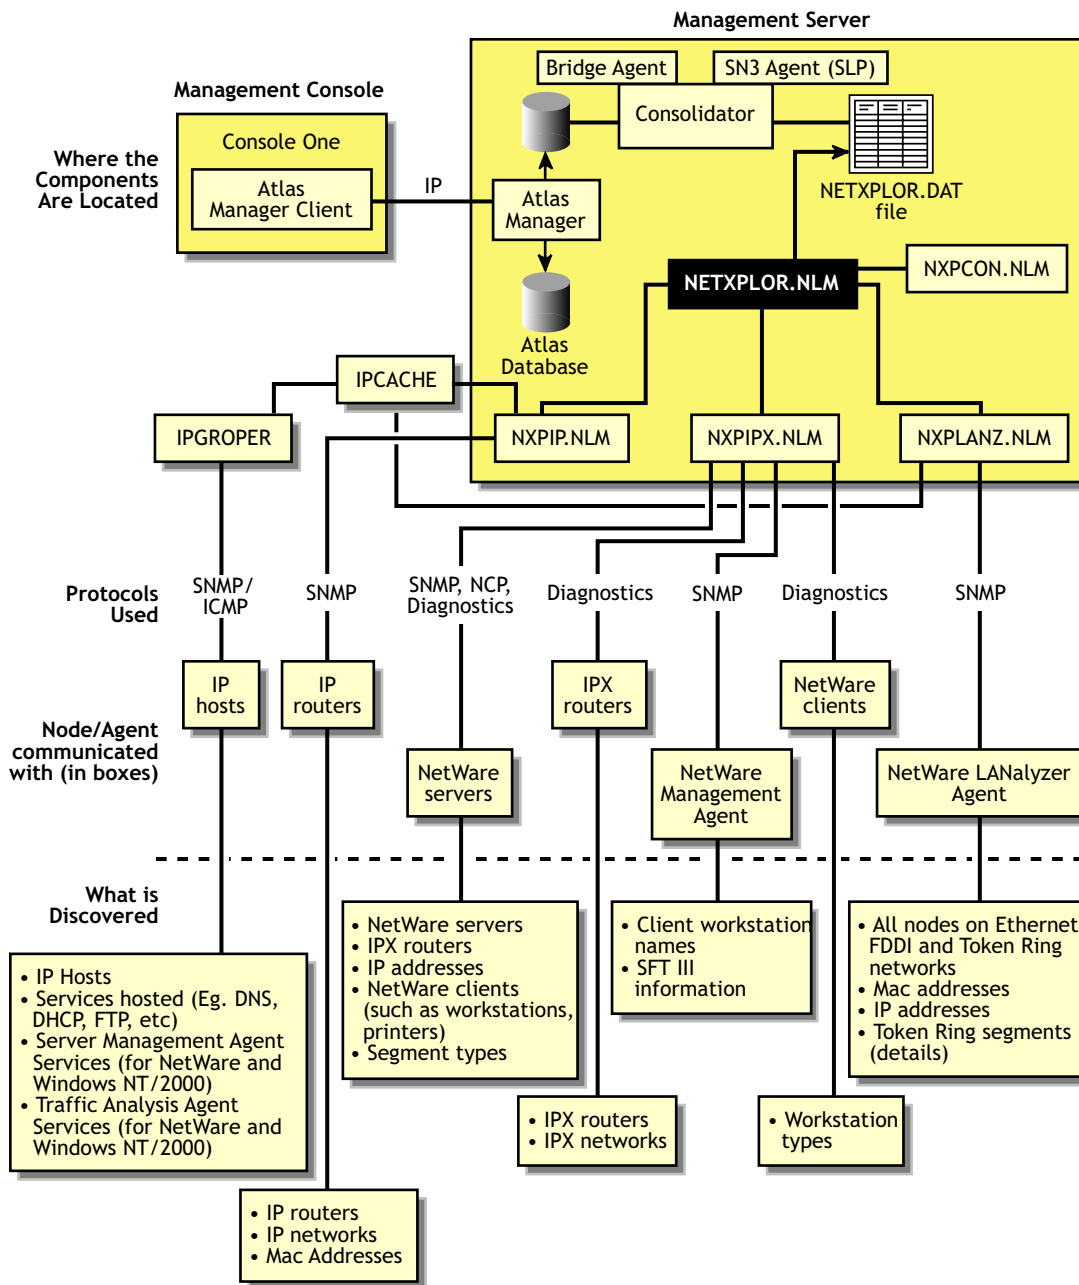 Management Server
Bridge Agent
SN3 Agent (SLP)
Management Console
Consolidator
Console One
Where the
Components
Are Located
Atlas
Manager Client
IP
Atlas
Manager
NETXPLOR.DAT
file
NETXPLOR.NLM
NXPCON.NLM
Atlas
Database
IPCACHE
IPGROPER
NXPIP.NLM
NXPIPX.NLM
NXPLANZ.NLM
Protocols
Used
SNMP/
ICMP
SNMP
SNMP, NCP,
Diagnostics
Diagnostics
SNMP
Diagnostics
SNMP
Node/Agent
communicated
with (in boxes)
IP
hosts
IP
routers
IPX
routers
NetWare
clients
NetWare
servers
NetWare
Management
Agent
NetWare LANalyzer
Agent
What is
Discovered
• NetWare servers
• IPX routers
• IP addresses
• NetWare clients
(such as workstations,
printers)
• Segment types
• Client workstation
names
• SFT III
information
• All nodes on Ethernet
FDDI and Token Ring
networks
• Mac addresses
• IP addresses
• Token Ring segments
(details)
• IP Hosts
• Services hosted (Eg. DNS,
DHCP, FTP, etc)
• Server Management Agent
Services (for NetWare and
Windows NT/2000)
• Traffic Analysis Agent
Services (for NetWare and
Windows NT/2000)
• IPX routers
• IPX networks
• Workstation
types
• IP routers
• IP networks
• Mac Addresses